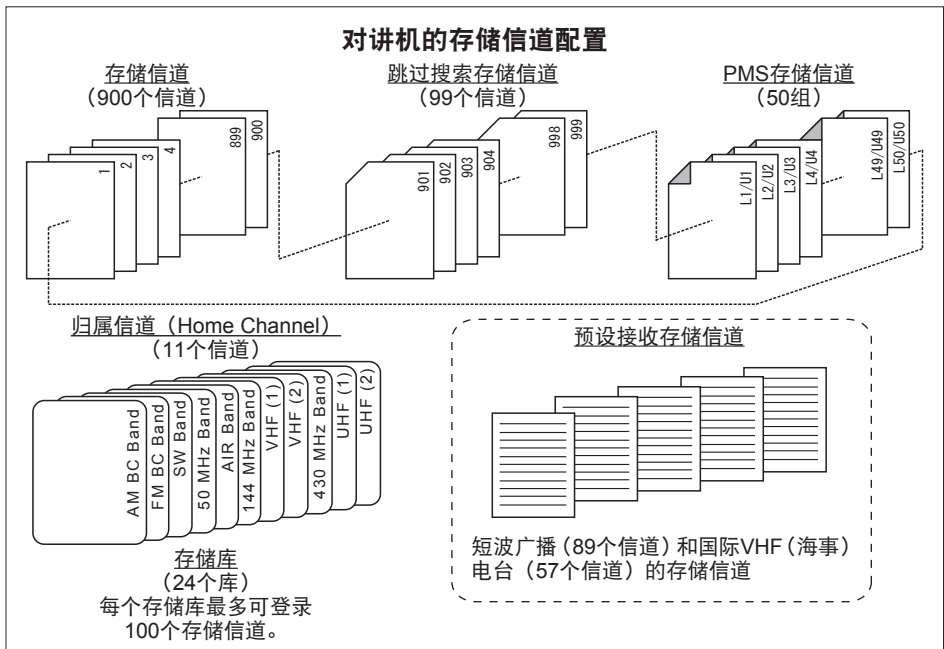 对讲机的存储信道配置
存储信道
（900个信道）
1
2
3
4
899
900
跳过搜索存储信道
（99个信道）
901
902
903
904
998
999
PMS存储信道
（50组）
L1/U1
L2/U2
L3/U3
L4/U4
L49/U49
L50/U50
归属信道（Home Channel）
（11个信道）
AM BC Band
FM BC Band
SW Band
50 MHz Band
AIR Band
144 MHz Band
VHF (1)
VHF (2)
430 MHz Band
UHF (1)
UHF (2)
存储库
（24个库）
每个存储库最多可登录
100个存储信道。
预设接收存储信道
短波广播（89个信道）和国际VHF（海事）
电台（57个信道）的存储信道